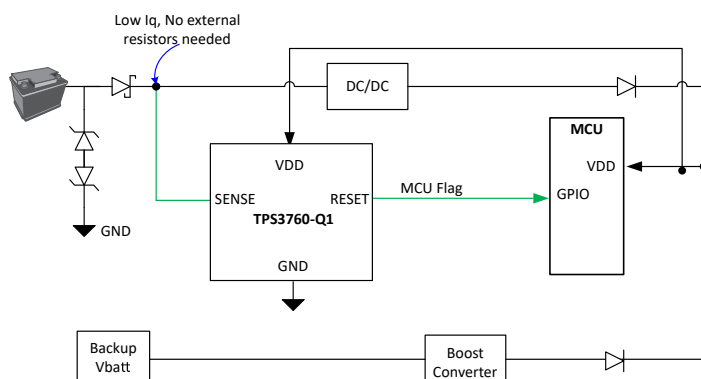 Low Iq, No external
resistors needed
DC/DC
MCU
VDD
VDD
SENSE
RESET
MCU Flag
GPIO
TPS3760-Q1
GND
GND
Backup
Vbatt
Boost
Converter